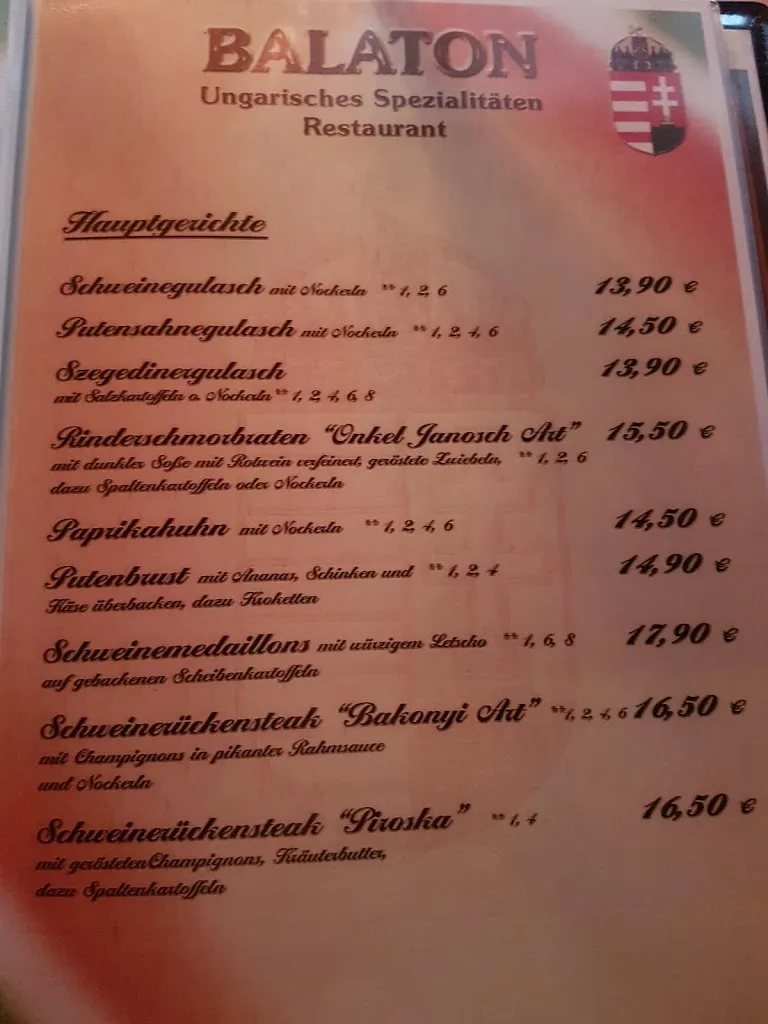 BALATON
Ungarisches Spezialitäten
Restaurant
Hauptgerichte
Schweinegulasch mit Nockerln **1, 2, 6 13,90 €
Putensahnegulasch mit Nockerln **1, 2, 4, 6 14,50 €
Szegedinergulasch 13,90 €
mit Salzkartoffeln o. Nockerln **1, 2, 4, 6, 8
Rinderschmorbraten "Onkel Janosch Art" 15,50 €
mit dunkler Soße mit Rotwein verfeinert, geröstete Zwiebeln, **1, 2, 6
dazu Spaltenkartoffeln oder Nockerln
Paprikahuhn mit Nockerln **1, 2, 4, 6 14,50 €
Putenbrust mit Ananas, Schinken und **1, 2, 4 14,90 €
Käse überbacken, dazu Kroketten
Schweinemedaillons mit würzigem Letscho **1, 6, 8 17,90 €
auf gebackenen Scheibenkartoffeln
Schweinerückensteak "Bakonyi Art" **1, 2, 4, 6 16,50 €
mit Champignons in pikanter Rahmsauce
und Nockerln
Schweinerückensteak "Piroska" **1, 4 16,50 €
mit gerösteten Champignons, Kräuterbutter,
dazu Spaltenkartoffeln